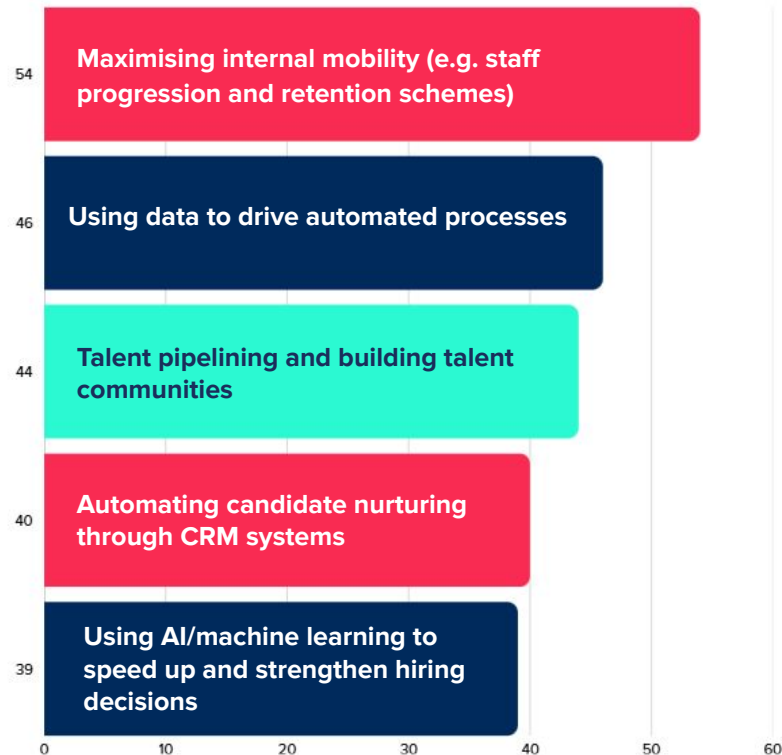 54
Maximising internal mobility (e.g. staff
progression and retention schemes)
46
Using data to drive automated processes
44
Talent pipelining and building talent
communities
40
Automating candidate nurturing
through CRM systems
39
Using AI/machine learning to
speed up and strengthen hiring
decisions
0 10 20 30 40 50 60